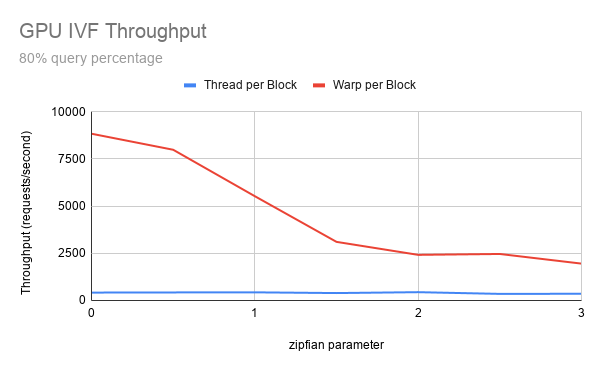 GPU IVF Throughput
80% query percentage
Thread per Block
Warp per Block
Throughput (requests/second)
10000
7500
5000
2500
0
0 1 2 3
zipfian parameter